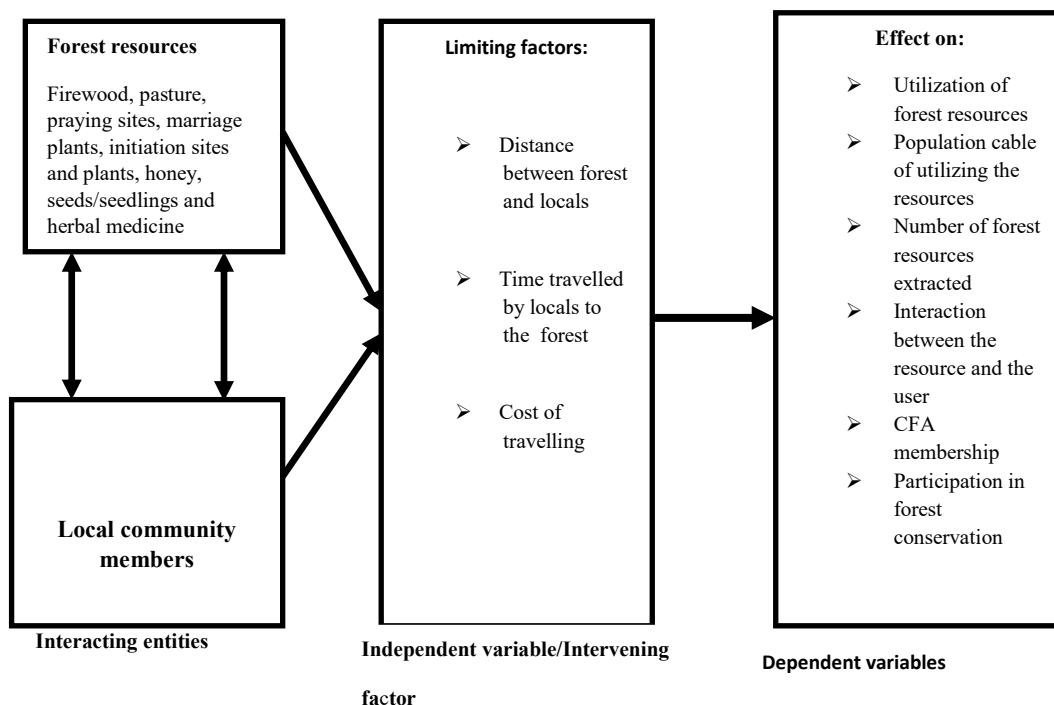 Forest resources
Firewood, pasture,
praying sites, marriage
plants, initiation sites
and plants, honey,
seeds/seedlings and
herbal medicine
Local community
members
Interacting entities
Limiting factors:
➢ Distance
between forest
and locals
➢ Time travelled
by locals to
the forest
➢ Cost of
travelling
Independent variable/Intervening
factor
Effect on:
➢ Utilization of
forest resources
➢ Population cable
of utilizing the
resources
➢ Number of forest
resources
extracted
➢ Interaction
between the
resource and the
user
➢ CFA
membership
➢ Participation in
forest
conservation
Dependent variables